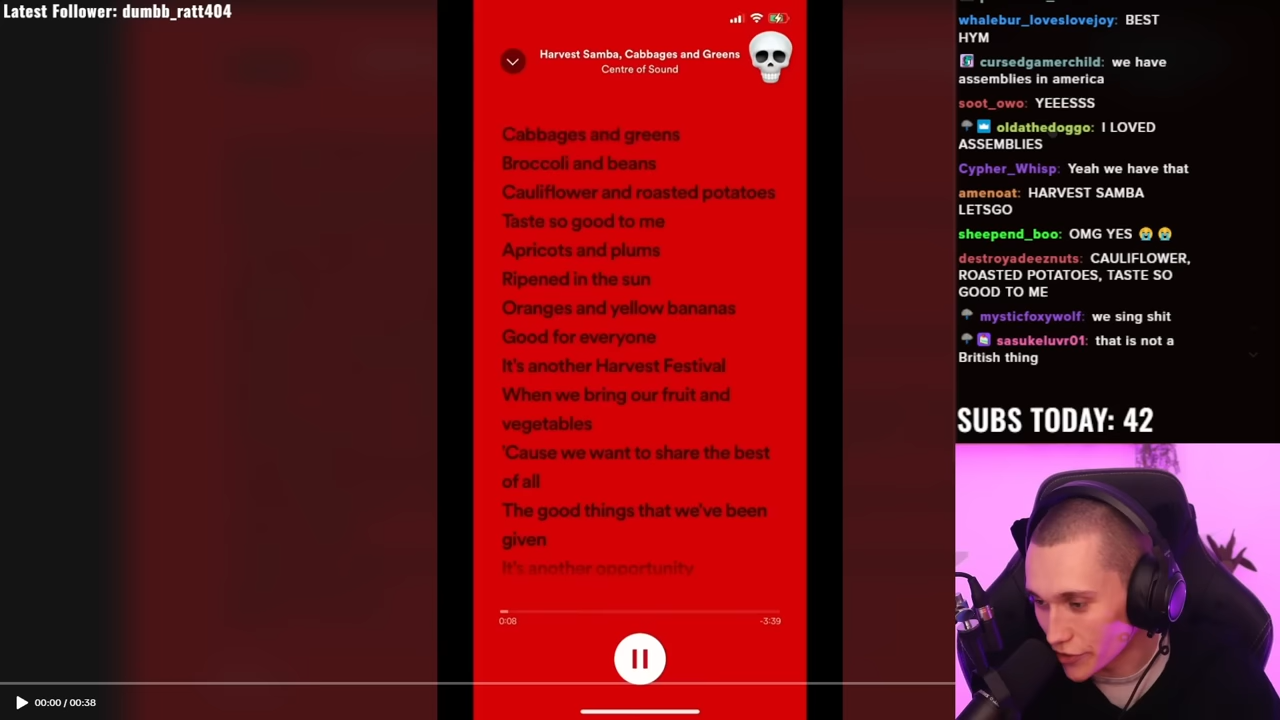 Latest Follower: dumbb_ratt404
Harvest Samba, Cabbages and Greens
Centre of Sound
Cabbages and greens
Broccoli and beans
Cauliflower and roasted potatoes
Taste so good to me
Apricots and plums
Ripened in the sun
Oranges and yellow bananas
Good for everyone
It's another Harvest Festival
When we bring our fruit and
vegetables
'Cause we want to share the best
of all
The good things that we've been
given
It's another opportunity
0:08
-3:39
00:00 / 00:38
whalebur_loveslovejoy: BEST
HYM
cursedgamerchild: we have
assemblies in america
soot_owo: YEEESSS
oldathedoggo: I LOVED
ASSEMBLIES
Cypher_Whisp: Yeah we have that
amenoat: HARVEST SAMBA
LETSGO
sheepend_boo: OMG YES 😭 😭
destroyadeeznuts: CAULIFLOWER,
ROASTED POTATOES, TASTE SO
GOOD TO ME
mysticfoxywolf: we sing shit
sasukeluvr01: that is not a
British thing
SUBS TODAY: 42